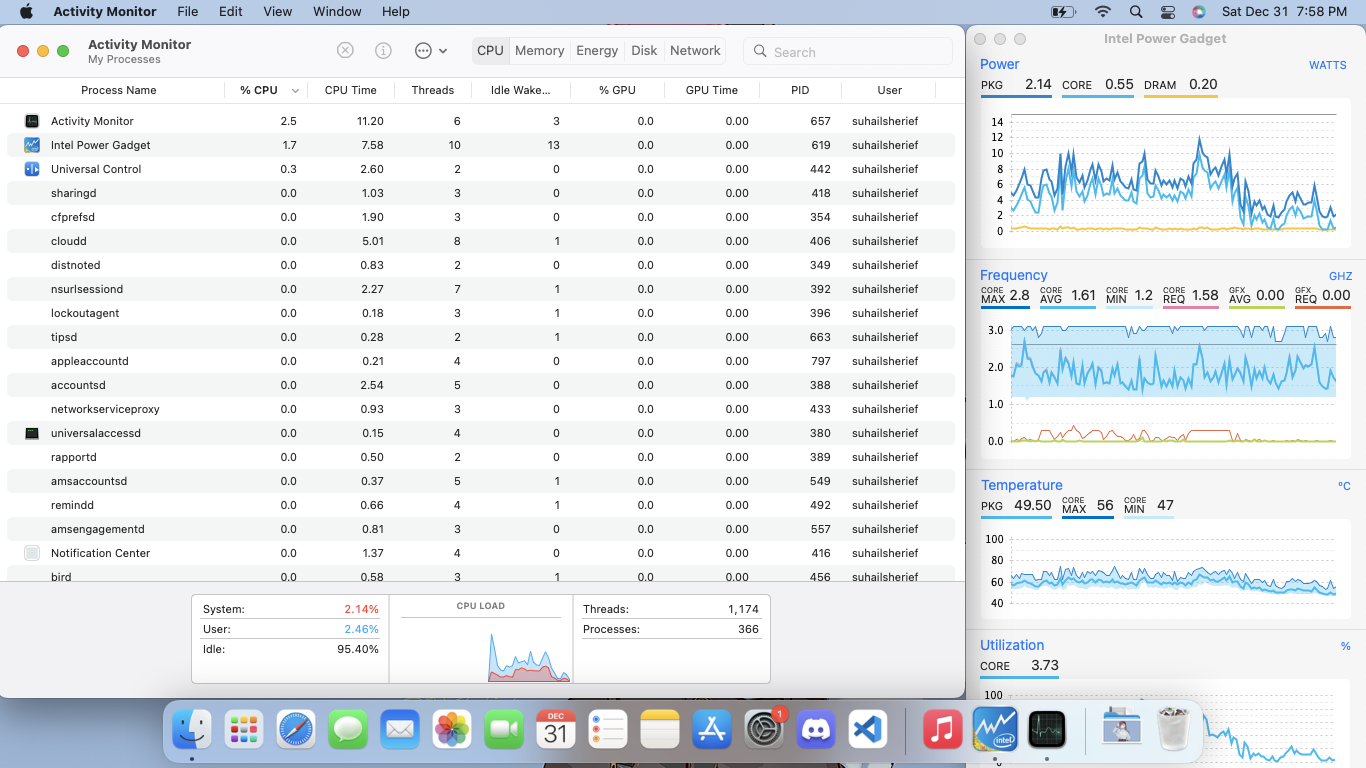 Activity Monitor File Edit View Window Help Sat Dec 31 7:58 PM
Activity Monitor
My Processes
CPU Memory Energy Disk Network
Search
Process Name % CPU CPU Time Threads Idle Wake... % GPU GPU Time PID User
Activity Monitor 2.5 11.20 6 3 0.0 0.00 657 suhailsherief
Intel Power Gadget 1.7 7.58 10 13 0.0 0.00 619 suhailsherief
Universal Control 0.3 2.60 2 0 0.0 0.00 442 suhailsherief
sharingd 0.0 1.03 3 0 0.0 0.00 418 suhailsherief
cfprefsd 0.0 1.90 3 0 0.0 0.00 354 suhailsherief
cloudd 0.0 5.01 8 1 0.0 0.00 406 suhailsherief
distnoted 0.0 0.83 2 0 0.0 0.00 349 suhailsherief
nsurlsessiond 0.0 2.27 7 1 0.0 0.00 392 suhailsherief
lockoutagent 0.0 0.18 3 1 0.0 0.00 396 suhailsherief
tipsd 0.0 0.28 2 1 0.0 0.00 663 suhailsherief
appleaccountd 0.0 0.21 4 0 0.0 0.00 797 suhailsherief
accountsd 0.0 2.54 5 0 0.0 0.00 388 suhailsherief
networkserviceproxy 0.0 0.93 3 0 0.0 0.00 433 suhailsherief
universalaccessd 0.0 0.15 4 0 0.0 0.00 380 suhailsherief
rapportd 0.0 0.50 2 0 0.0 0.00 389 suhailsherief
amsaccountsd 0.0 0.37 5 1 0.0 0.00 549 suhailsherief
remindd 0.0 0.66 4 1 0.0 0.00 492 suhailsherief
amsengagementd 0.0 0.81 3 0 0.0 0.00 557 suhailsherief
Notification Center 0.0 1.37 4 0 0.0 0.00 416 suhailsherief
bird 0.0 0.58 3 1 0.0 0.00 456 suhailsherief
System: 2.14%
User: 2.46%
Idle: 95.40%
CPU LOAD
Threads: 1,174
Processes: 366
Intel Power Gadget
Power WATTS
PKG 2.14 CORE 0.55 DRAM 0.20
14
12
10
8
6
4
2
0
Frequency GHZ
CORE MAX 2.8 CORE AVG 1.61 CORE MIN 1.2 CORE REQ 1.58 GFX AVG 0.00 GFX REQ 0.00
3.0
2.0
1.0
0.0
Temperature °C
PKG 49.50 CORE MAX 56 CORE MIN 47
100
80
60
40
Utilization %
CORE 3.73
100
DEC
31
1
intel